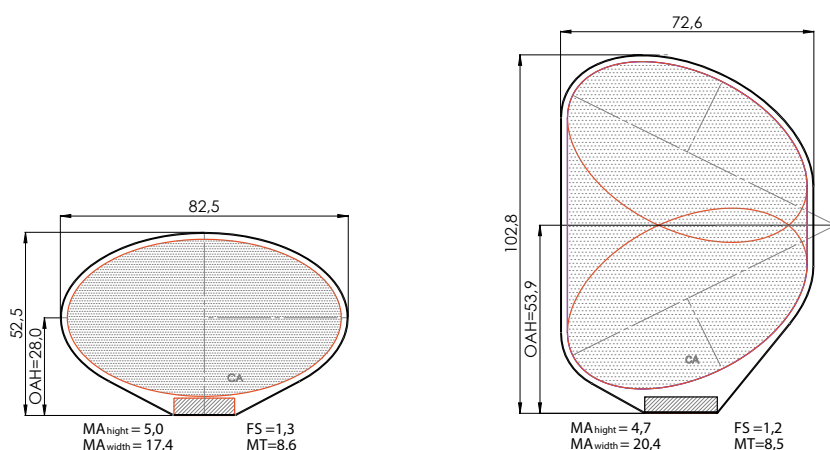 82,5
52,5
OAH=28,0
CA
MA hight = 5,0 FS =1,3
MA width = 17,4 MT=8,6
72,6
102,8
OAH=53,9
CA
MA hight = 4,7 FS =1,2
MA width = 20,4 MT=8,5